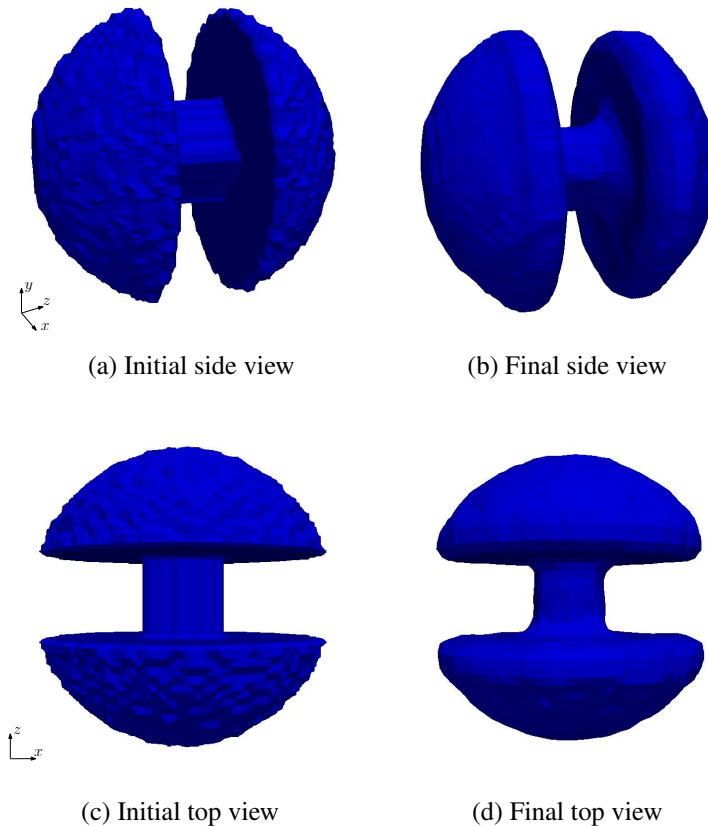 y
z
x
(a) Initial side view
(b) Final side view
z
x
(c) Initial top view
(d) Final top view